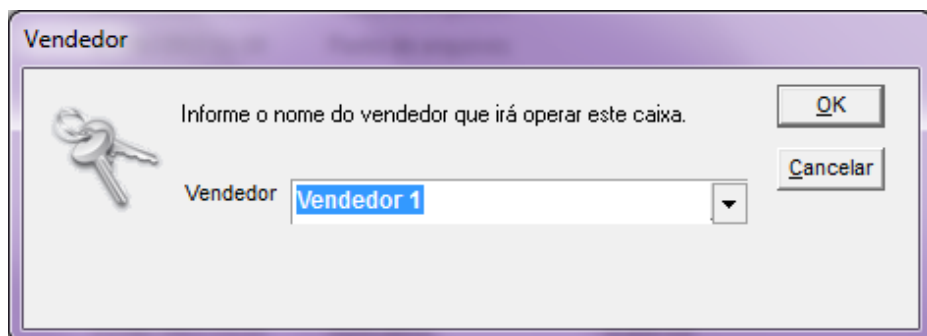 Vendedor
Informe o nome do vendedor que irá operar este caixa.
OK
Cancelar
Vendedor
Vendedor 1